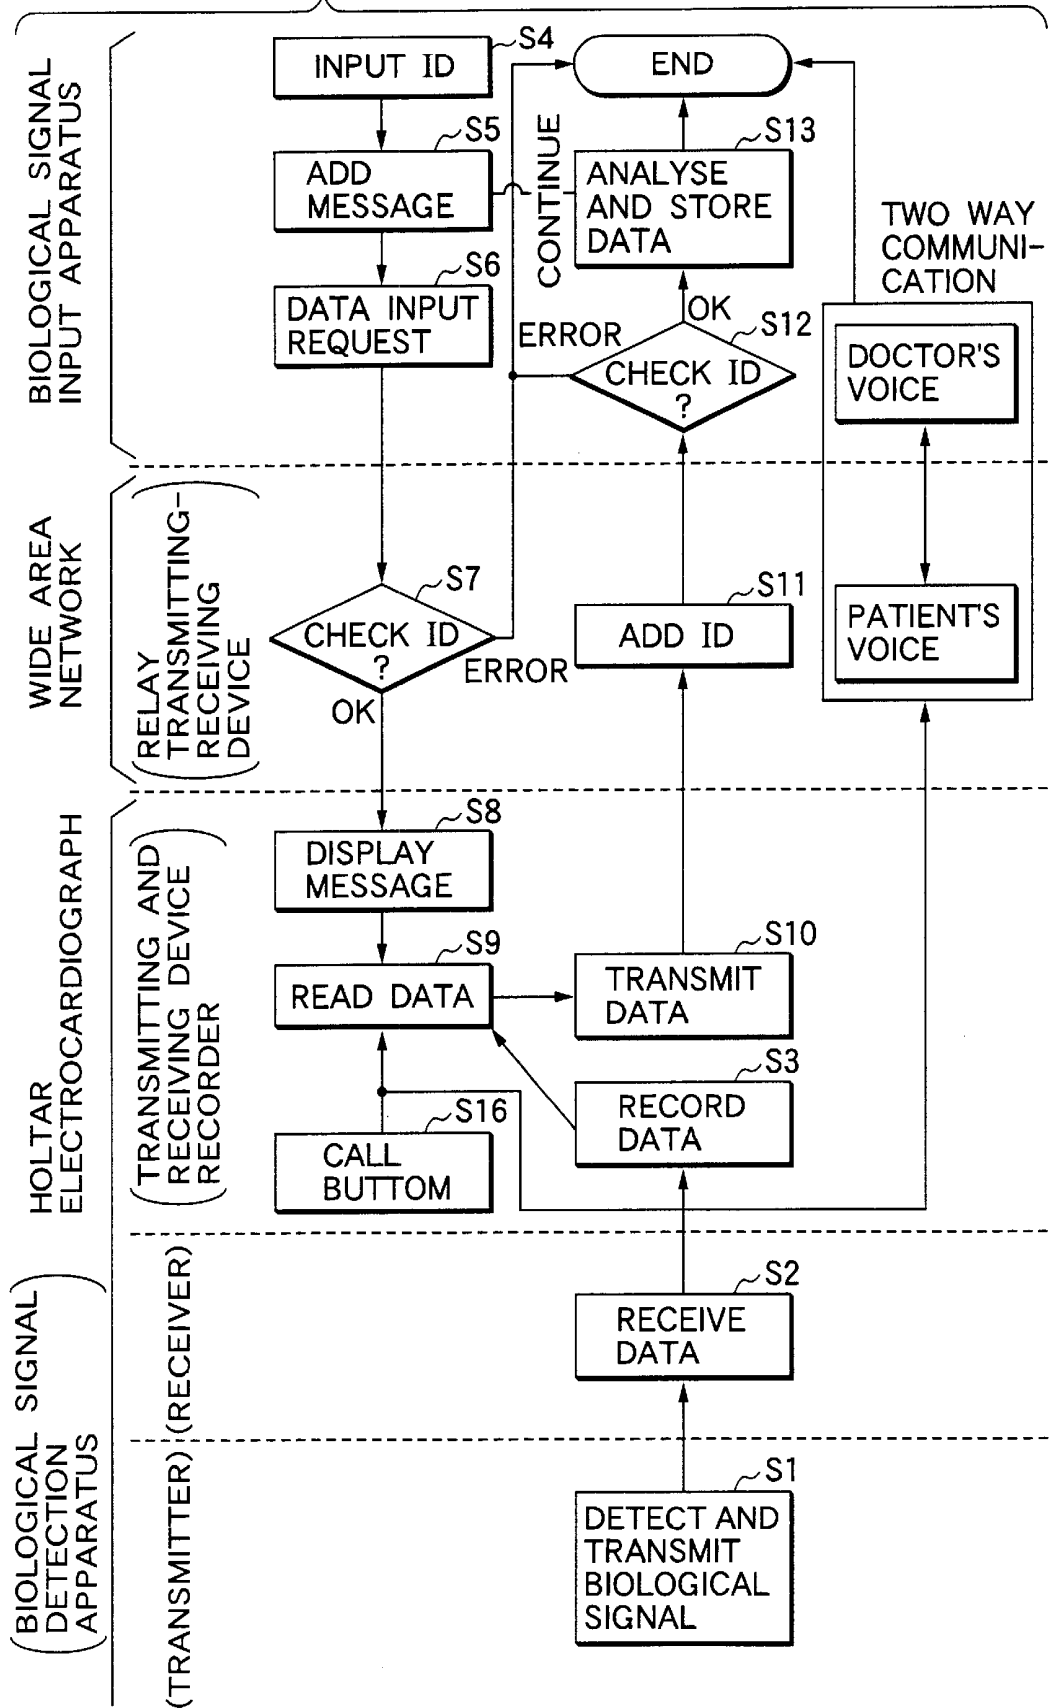 BIOLOGICAL SIGNAL
INPUT APPARATUS
S4
INPUT ID
END
S5
ADD
MESSAGE
CONTINUE
S13
ANALYSE
AND STORE
DATA
S6
DATA INPUT
REQUEST
OK
ERROR
S12
CHECK ID
?
TWO WAY
COMMUNI-
CATION
DOCTOR'S
VOICE
WIDE AREA
NETWORK
(RELAY
TRANSMITTING-
RECEIVING
DEVICE)
S7
CHECK ID
?
ERROR
OK
S11
ADD ID
PATIENT'S
VOICE
HOLTAR
ELECTROCARDIOGRAPH
(TRANSMITTING AND
RECEIVING DEVICE
RECORDER)
S8
DISPLAY
MESSAGE
S9
READ DATA
S10
TRANSMIT
DATA
S3
RECORD
DATA
S16
CALL
BUTTOM
(BIOLOGICAL SIGNAL
DETECTION
APPARATUS)
(RECEIVER)
S2
RECEIVE
DATA
(TRANSMITTER)
S1
DETECT AND
TRANSMIT
BIOLOGICAL
SIGNAL